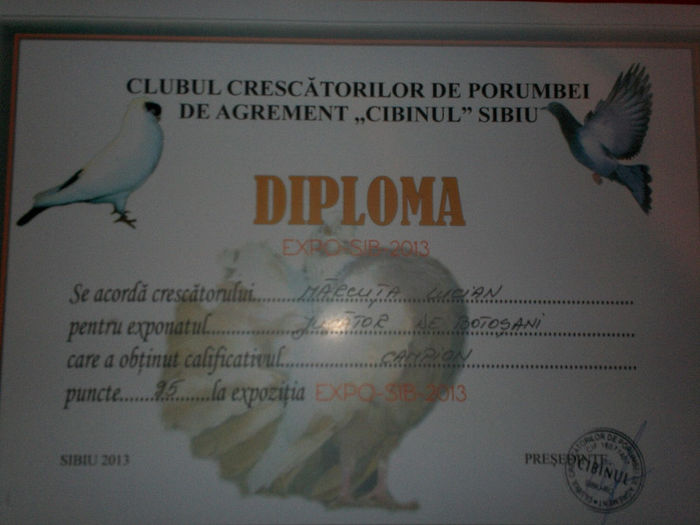 CLUBUL CRESCĂTORILOR DE PORUMBEI
DE AGREMENT „CIBINUL” SIBIU
DIPLOMA
EXPO-SIB-2013
Se acordă crescătorului......MĂRCUȚA LUCIAN......
pentru exponatul......JUCĂTOR DE BOTOȘANI......
care a obținut calificativul......CAMPION......
puncte......95......la expoziția EXPO-SIB-2013
SIBIU 2013
PREȘEDINTE
CIBINUL